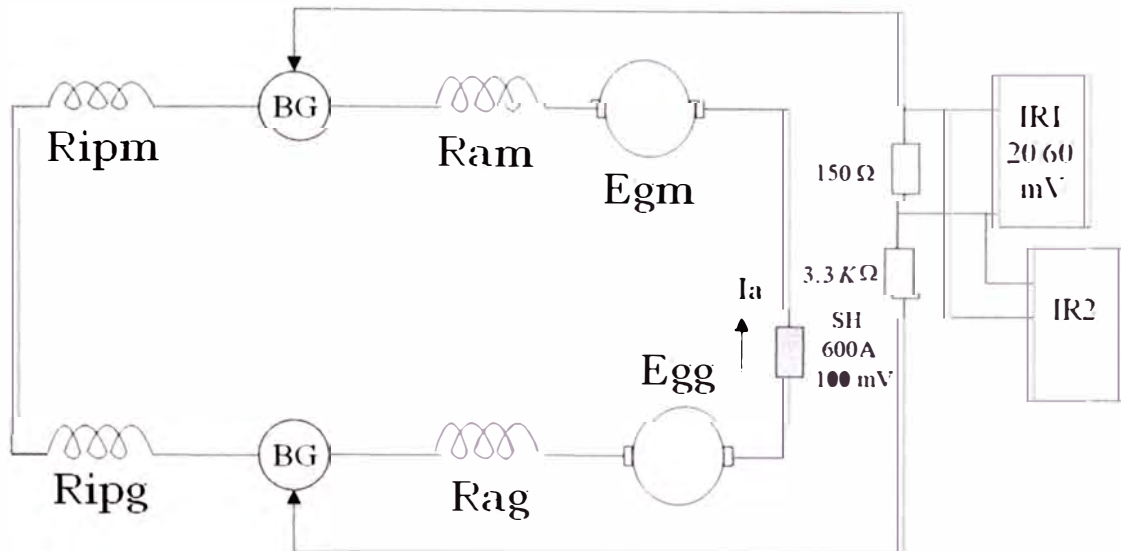 BG
Ripm
Ram
Egm
150 Ω
IR1
20 60
mV
3.3 KΩ
IR2
Ia
SH
600A
100 mV
Egg
BG
Ripg
Rag